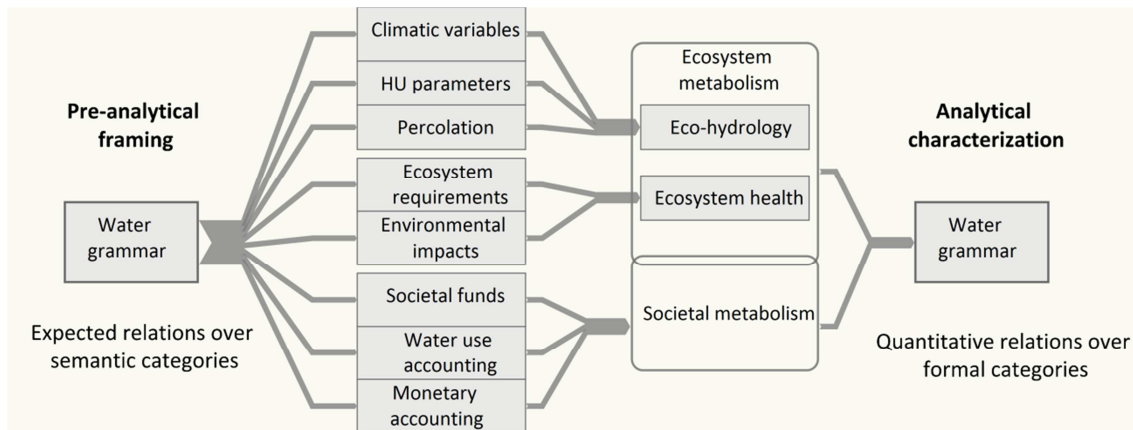 Pre-analytical
framing
Water
grammar
Expected relations over
semantic categories
Climatic variables
HU parameters
Percolation
Ecosystem
requirements
Environmental
impacts
Societal funds
Water use
accounting
Monetary
accounting
Ecosystem
metabolism
Eco-hydrology
Ecosystem health
Societal metabolism
Analytical
characterization
Water
grammar
Quantitative relations over
formal categories